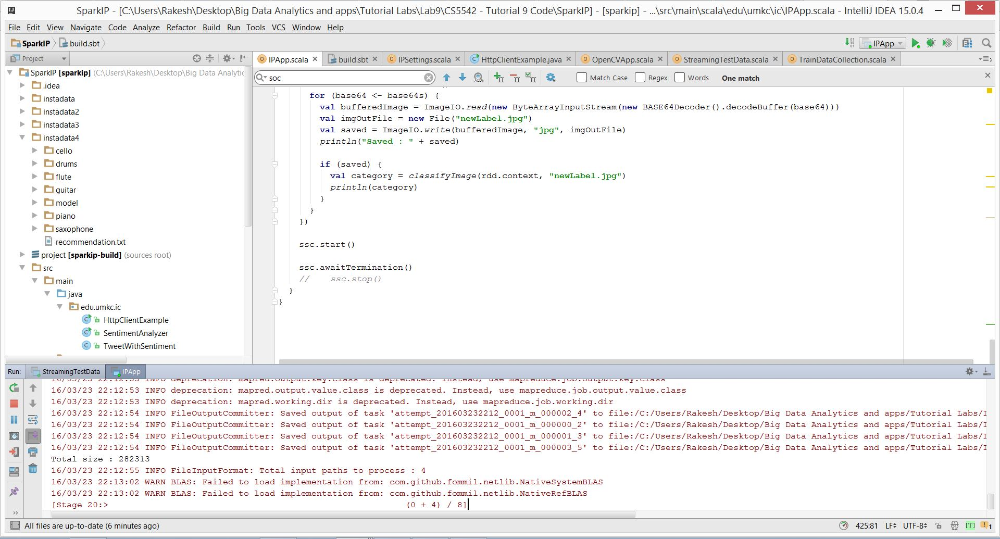 SparkIP - [C:\Users\Rakesh\Desktop\Big Data Analytics and apps\Tutorial Labs\Lab9\CS5542 - Tutorial 9 Code\SparkIP] - [sparkip] - ...\src\main\scala\edu\umkc\ic\IPApp.scala - IntelliJ IDEA 15.0.4
File Edit View Navigate Code Analyze Refactor Build Run Tools VCS Window Help
SparkIP build.sbt IPApp
Project
IPApp.scala build.sbt IPSettings.scala HttpClientExample.java OpenCVApp.scala StreamingTestData.scala TrainDataCollection.scala
soc Match Case Regex Words One match
SparkIP [sparkip] (C:\Users\Rakesh\Desktop\Big Data Analytic
.idea
instadata
instadata2
instadata3
instadata4
cello
drums
flute
guitar
model
piano
saxophone
recommendation.txt
project [sparkip-build] (sources root)
src
main
java
edu.umkc.ic
HttpClientExample
SentimentAnalyzer
TweetWithSentiment
for (base64 <- base64s) {
val bufferedImage = ImageIO.read(new ByteArrayInputStream(new BASE64Decoder().decodeBuffer(base64)))
val imgOutFile = new File("newLabel.jpg")
val saved = ImageIO.write(bufferedImage, "jpg", imgOutFile)
println("Saved : " + saved)
if (saved) {
val category = classifyImage(rdd.context, "newLabel.jpg")
println(category)
}
}
})
ssc.start()
ssc.awaitTermination()
// ssc.stop()
}
}
Run: StreamingTestData IPApp
16/03/23 22:12:53 INFO deprecation: mapred.output.key.class is deprecated. Instead, use mapreduce.job.output.key.class
16/03/23 22:12:53 INFO deprecation: mapred.output.value.class is deprecated. Instead, use mapreduce.job.output.value.class
16/03/23 22:12:53 INFO deprecation: mapred.working.dir is deprecated. Instead, use mapreduce.job.working.dir
16/03/23 22:12:54 INFO FileOutputCommitter: Saved output of task 'attempt_201603232212_0001_m_000002_4' to file:/C:/Users/Rakesh/Desktop/Big Data Analytics and apps/Tutorial Labs/
16/03/23 22:12:54 INFO FileOutputCommitter: Saved output of task 'attempt_201603232212_0001_m_000000_2' to file:/C:/Users/Rakesh/Desktop/Big Data Analytics and apps/Tutorial Labs/
16/03/23 22:12:54 INFO FileOutputCommitter: Saved output of task 'attempt_201603232212_0001_m_000001_3' to file:/C:/Users/Rakesh/Desktop/Big Data Analytics and apps/Tutorial Labs/
16/03/23 22:12:54 INFO FileOutputCommitter: Saved output of task 'attempt_201603232212_0001_m_000003_5' to file:/C:/Users/Rakesh/Desktop/Big Data Analytics and apps/Tutorial Labs/
Total size : 282313
16/03/23 22:12:55 INFO FileInputFormat: Total input paths to process : 4
16/03/23 22:13:02 WARN BLAS: Failed to load implementation from: com.github.fommil.netlib.NativeSystemBLAS
16/03/23 22:13:02 WARN BLAS: Failed to load implementation from: com.github.fommil.netlib.NativeRefBLAS
[Stage 20:> (0 + 4) / 8]
All files are up-to-date (6 minutes ago) 425:81 LF UTF-8 [T] 1